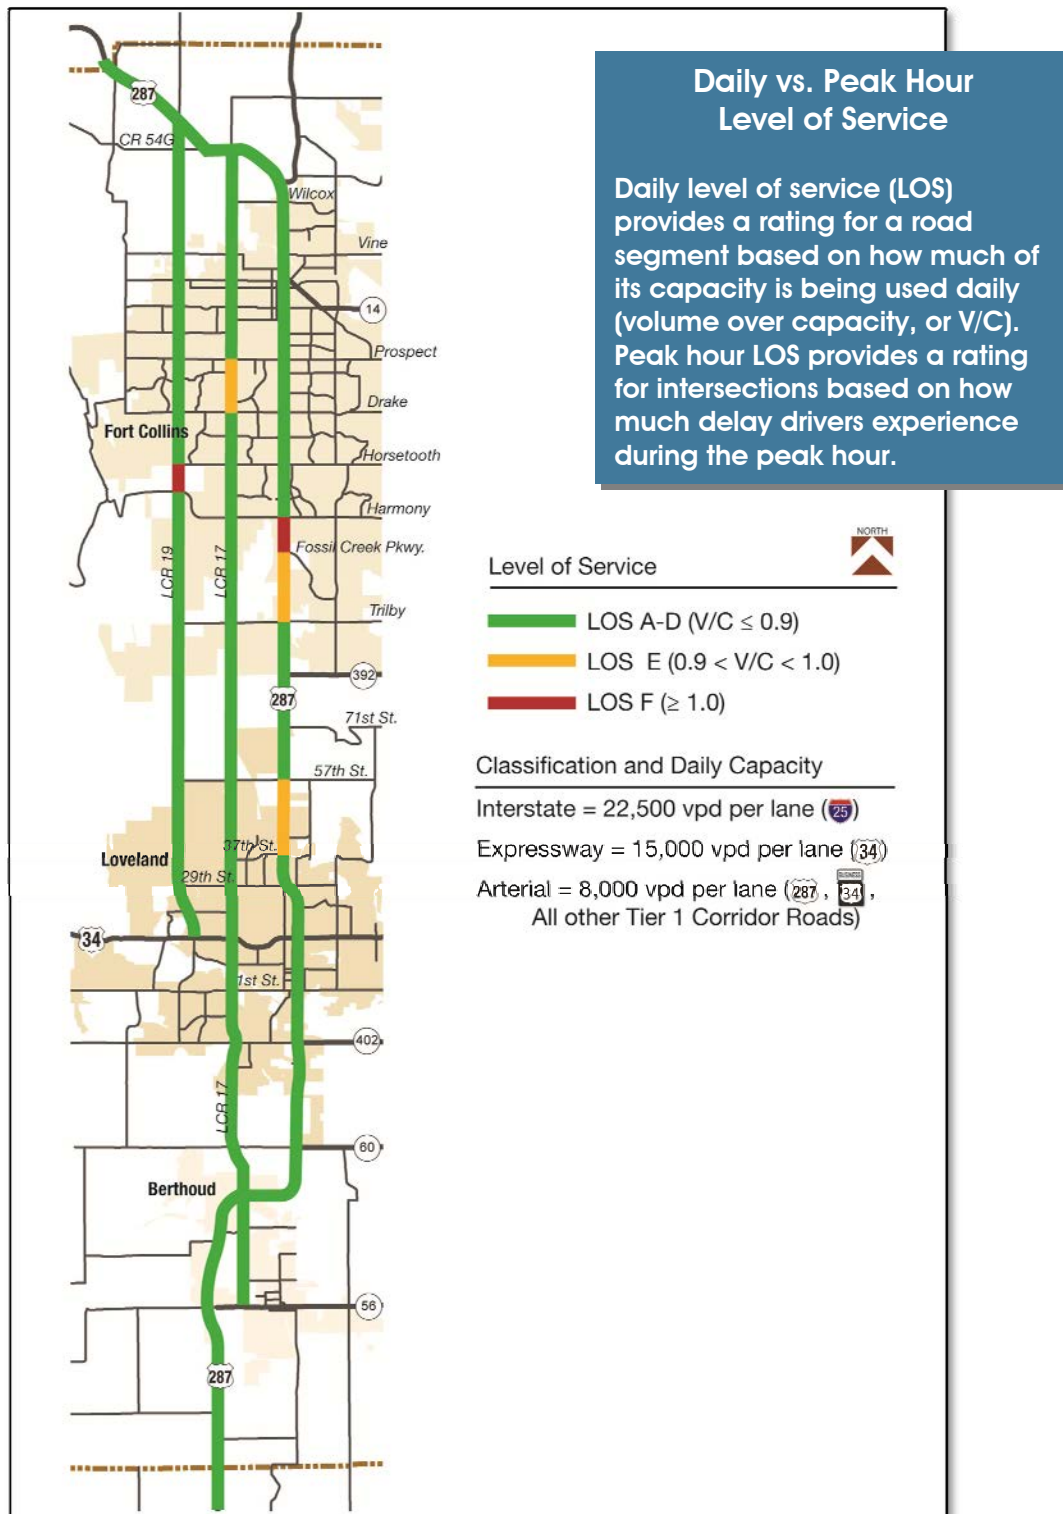 Daily vs. Peak Hour
Level of Service
Daily level of service (LOS)
provides a rating for a road
segment based on how much of
its capacity is being used daily
(volume over capacity, or V/C).
Peak hour LOS provides a rating
for intersections based on how
much delay drivers experience
during the peak hour.
287
CR 54G
Wilcox
Vine
14
Prospect
Drake
Fort Collins
Horsetooth
Harmony
Fossil Creek Pkwy.
LCR 19
LCR 17
Trilby
392
287
71st St.
57th St.
37th St.
Loveland
29th St.
34
1st St.
402
LCR 17
60
Berthoud
56
287
NORTH
Level of Service
LOS A-D (V/C ≤ 0.9)
LOS E (0.9 < V/C < 1.0)
LOS F (≥ 1.0)
Classification and Daily Capacity
Interstate = 22,500 vpd per lane (25)
Expressway = 15,000 vpd per lane (34)
Arterial = 8,000 vpd per lane (287, BUSINESS 34,
All other Tier 1 Corridor Roads)